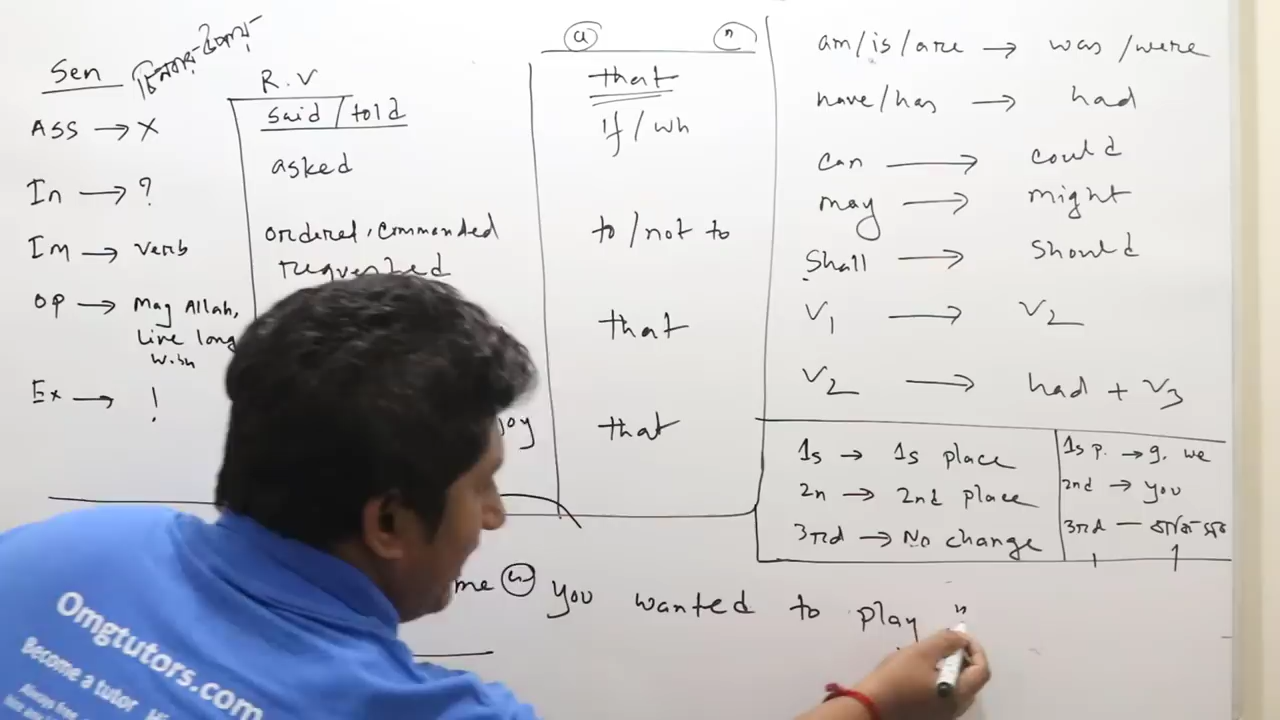 Sen
Ass → X
In → ?
Im → verb
OP → May Allah,
Live long
Wish
Ex → !
R.V
said / told
asked
ordered, commanded
requested
joy
that
If / wh
to / not to
that
that
am / is / are → was / were
have / has → had
can → could
may → might
Shall → Should
V1 → V2
V2 → had + V3
1s → 1s place
2n → 2nd place
3rd → No change
1s p. → I. we
2nd → you
3rd —
me " you wanted to play "
Omgtutors.com
Become a tutor